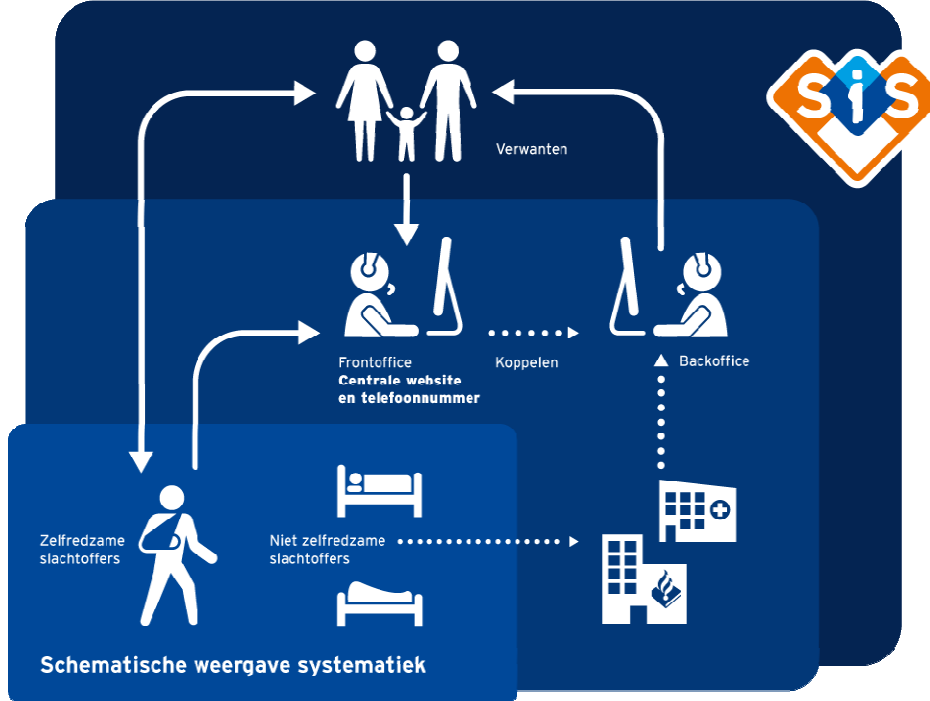 SiS
Verwanten
Frontoffice
Centrale website
en telefoonnummer
Koppelen
Backoffice
Zelfredzame
slachtoffers
Niet zelfredzame
slachtoffers
Schematische weergave systematiek